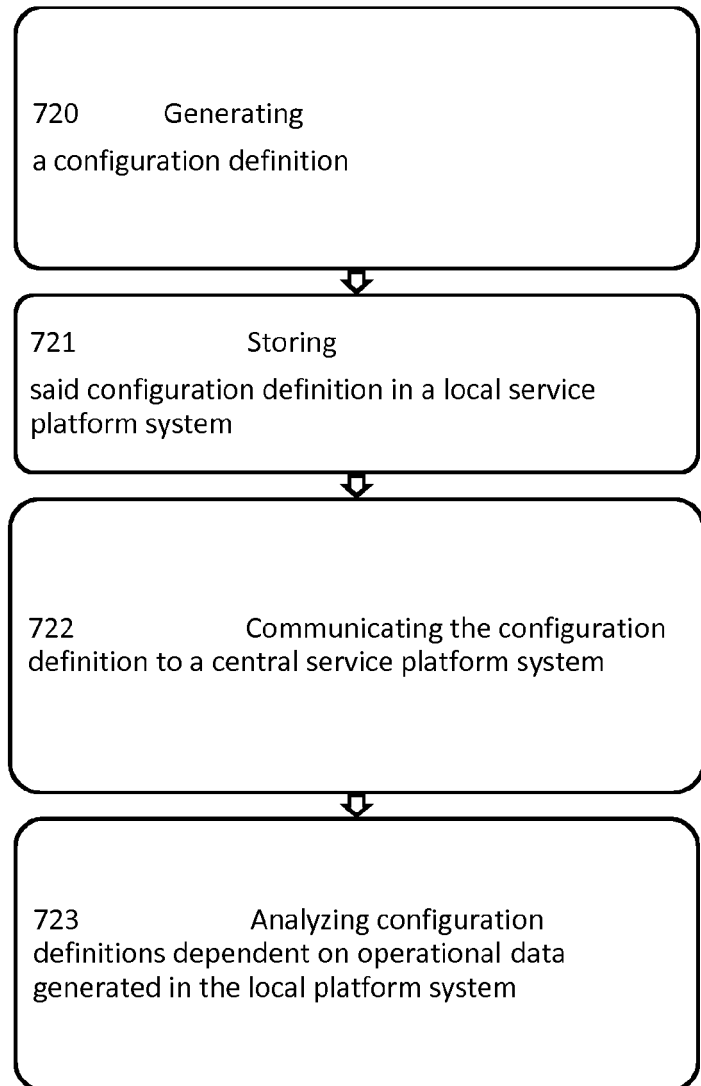 720 Generating
a configuration definition
721 Storing
said configuration definition in a local service
platform system
722 Communicating the configuration
definition to a central service platform system
723 Analyzing configuration
definitions dependent on operational data
generated in the local platform system